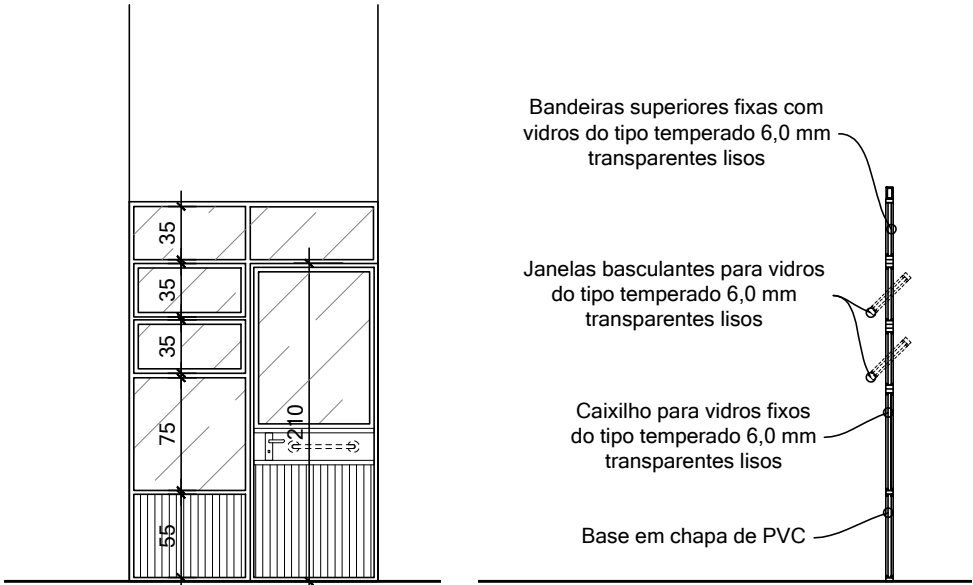 35
35
35
75
55
210
Bandeiras superiores fixas com
vidros do tipo temperado 6,0 mm
transparentes lisos
Janelas basculantes para vidros
do tipo temperado 6,0 mm
transparentes lisos
Caixilho para vidros fixos
do tipo temperado 6,0 mm
transparentes lisos
Base em chapa de PVC